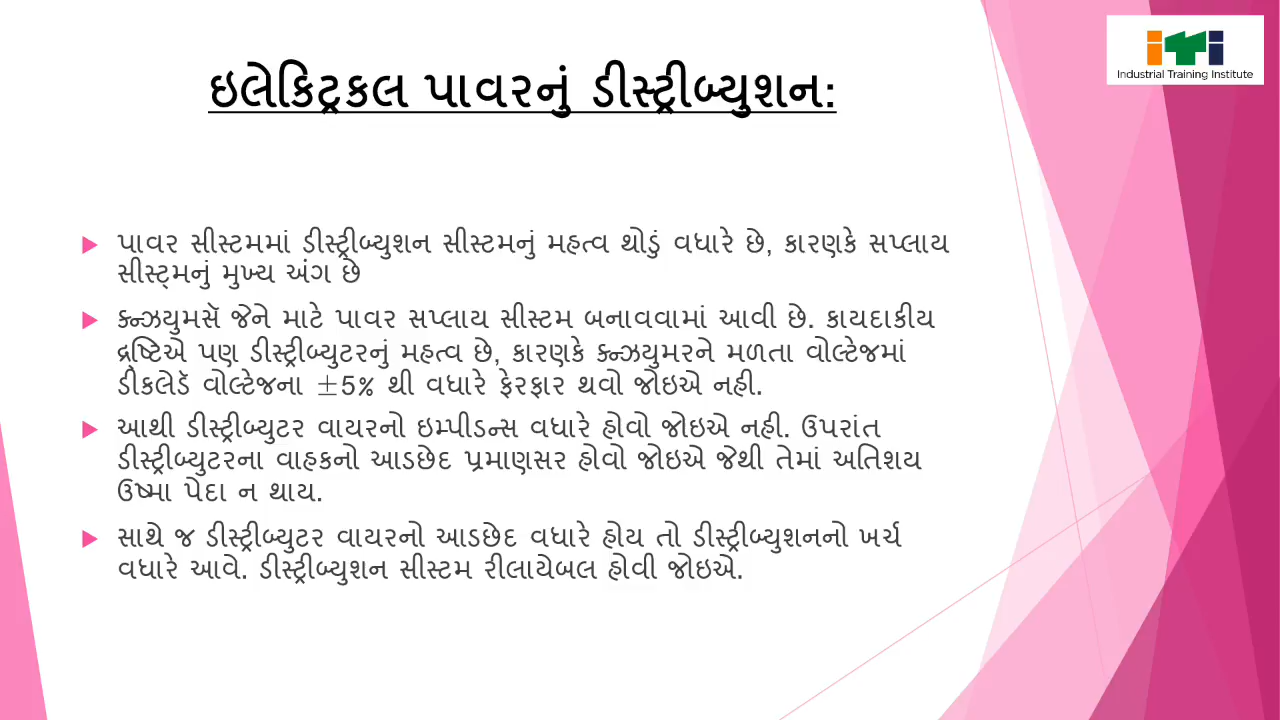 iTi
Industrial Training Institute
ઇલેકિટ્રકલ પાવરનું ડીસ્ટ્રીબ્યુશન:
પાવર સીસ્ટમમાં ડીસ્ટ્રીબ્યુશન સીસ્ટમનું મહત્વ થોડું વધારે છે, કારણકે સપ્લાય
સીસ્ટ્મનું મુખ્ય અંગ છે
ક્ન્ઝયુમર્સ જેને માટે પાવર સપ્લાય સીસ્ટમ બનાવવામાં આવી છે. કાયદાકીય
દ્રષ્ટિએ પણ ડીસ્ટ્રીબ્યુટરનું મહત્વ છે, કારણકે ક્ન્ઝયુમરને મળતા વોલ્ટેજમાં
ડીકલેર્ડ વોલ્ટેજના ±5% થી વધારે ફેરફાર થવો જોઇએ નહી.
આથી ડીસ્ટ્રીબ્યુટર વાયરનો ઇમ્પીડન્સ વધારે હોવો જોઇએ નહી. ઉપરાંત
ડીસ્ટ્રીબ્યુટરના વાહકનો આડછેદ પ્રમાણસર હોવો જોઇએ જેથી તેમાં અતિશય
ઉષ્મા પેદા ન થાય.
સાથે જ ડીસ્ટ્રીબ્યુટર વાયરનો આડછેદ વધારે હોય તો ડીસ્ટ્રીબ્યુશનનો ખર્ચ
વધારે આવે. ડીસ્ટ્રીબ્યુશન સીસ્ટમ રીલાયેબલ હોવી જોઇએ.